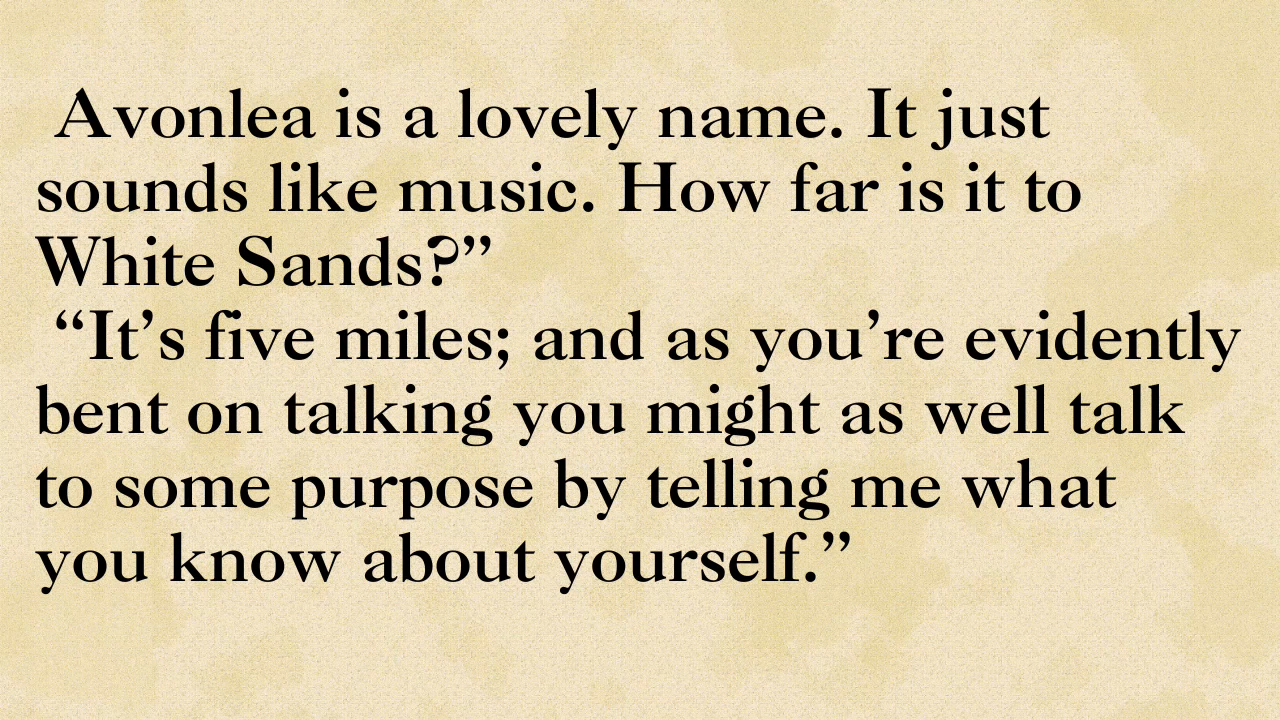 Avonlea is a lovely name. It just
sounds like music. How far is it to
White Sands?”
“It’s five miles; and as you’re evidently
bent on talking you might as well talk
to some purpose by telling me what
you know about yourself.”